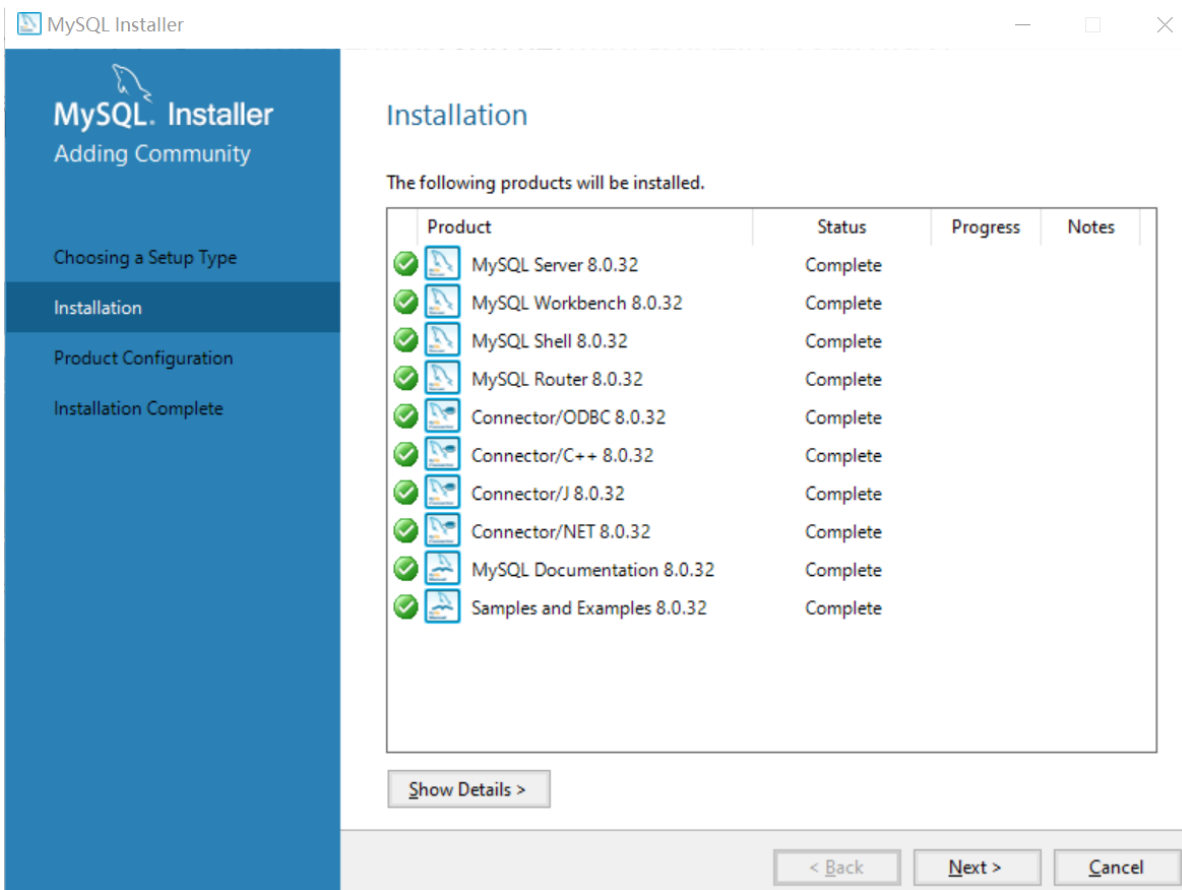 MySQL Installer
MySQL. Installer
Adding Community
Choosing a Setup Type
Installation
Product Configuration
Installation Complete
Installation
The following products will be installed.
Product Status Progress Notes
MySQL Server 8.0.32 Complete
MySQL Workbench 8.0.32 Complete
MySQL Shell 8.0.32 Complete
MySQL Router 8.0.32 Complete
Connector/ODBC 8.0.32 Complete
Connector/C++ 8.0.32 Complete
Connector/J 8.0.32 Complete
Connector/NET 8.0.32 Complete
MySQL Documentation 8.0.32 Complete
Samples and Examples 8.0.32 Complete
Show Details >
< Back Next > Cancel